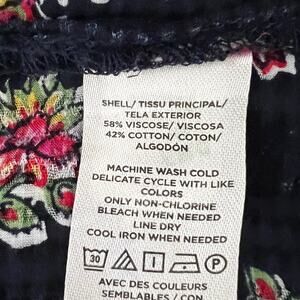 SHELL/ TISSU PRINCIPAL/
TELA EXTERIOR
58% VISCOSE/ VISCOSA
42% COTTON/ COTON/
ALGODÓN
MACHINE WASH COLD
DELICATE CYCLE WITH LIKE
COLORS
ONLY NON-CHLORINE
BLEACH WHEN NEEDED
LINE DRY
COOL IRON WHEN NEEDED
30 P
AVEC DES COULEURS
SEMBLABLES / CON